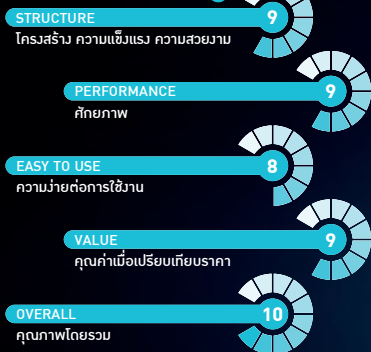 STRUCTURE 9
โครงสร้าง ความแข็งแรง ความสวยงาม
PERFORMANCE 9
ศักยภาพ
EASY TO USE 8
ความง่ายต่อการใช้งาน
VALUE 9
คุณค่าเมื่อเปรียบเทียบราคา
OVERALL 10
คุณภาพโดยรวม